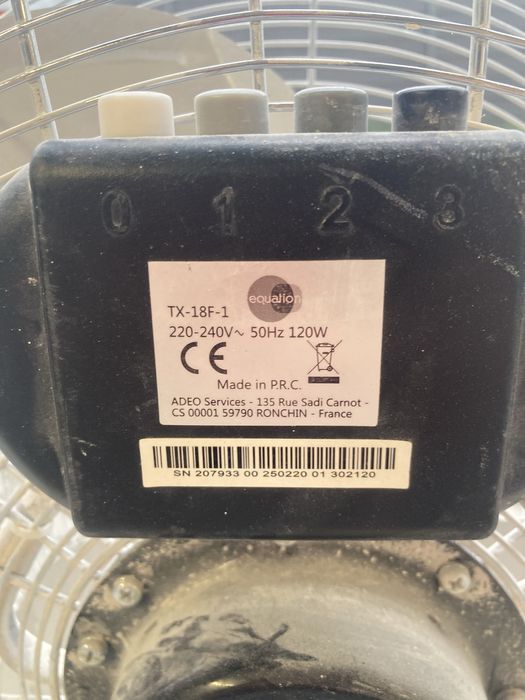 0 1 2 3
equation
TX-18F-1
220-240V~ 50Hz 120W
CE
Made in P.R.C.
ADEO Services - 135 Rue Sadi Carnot -
CS 00001 59790 RONCHIN - France
SN 207933 00 250220 01 302120